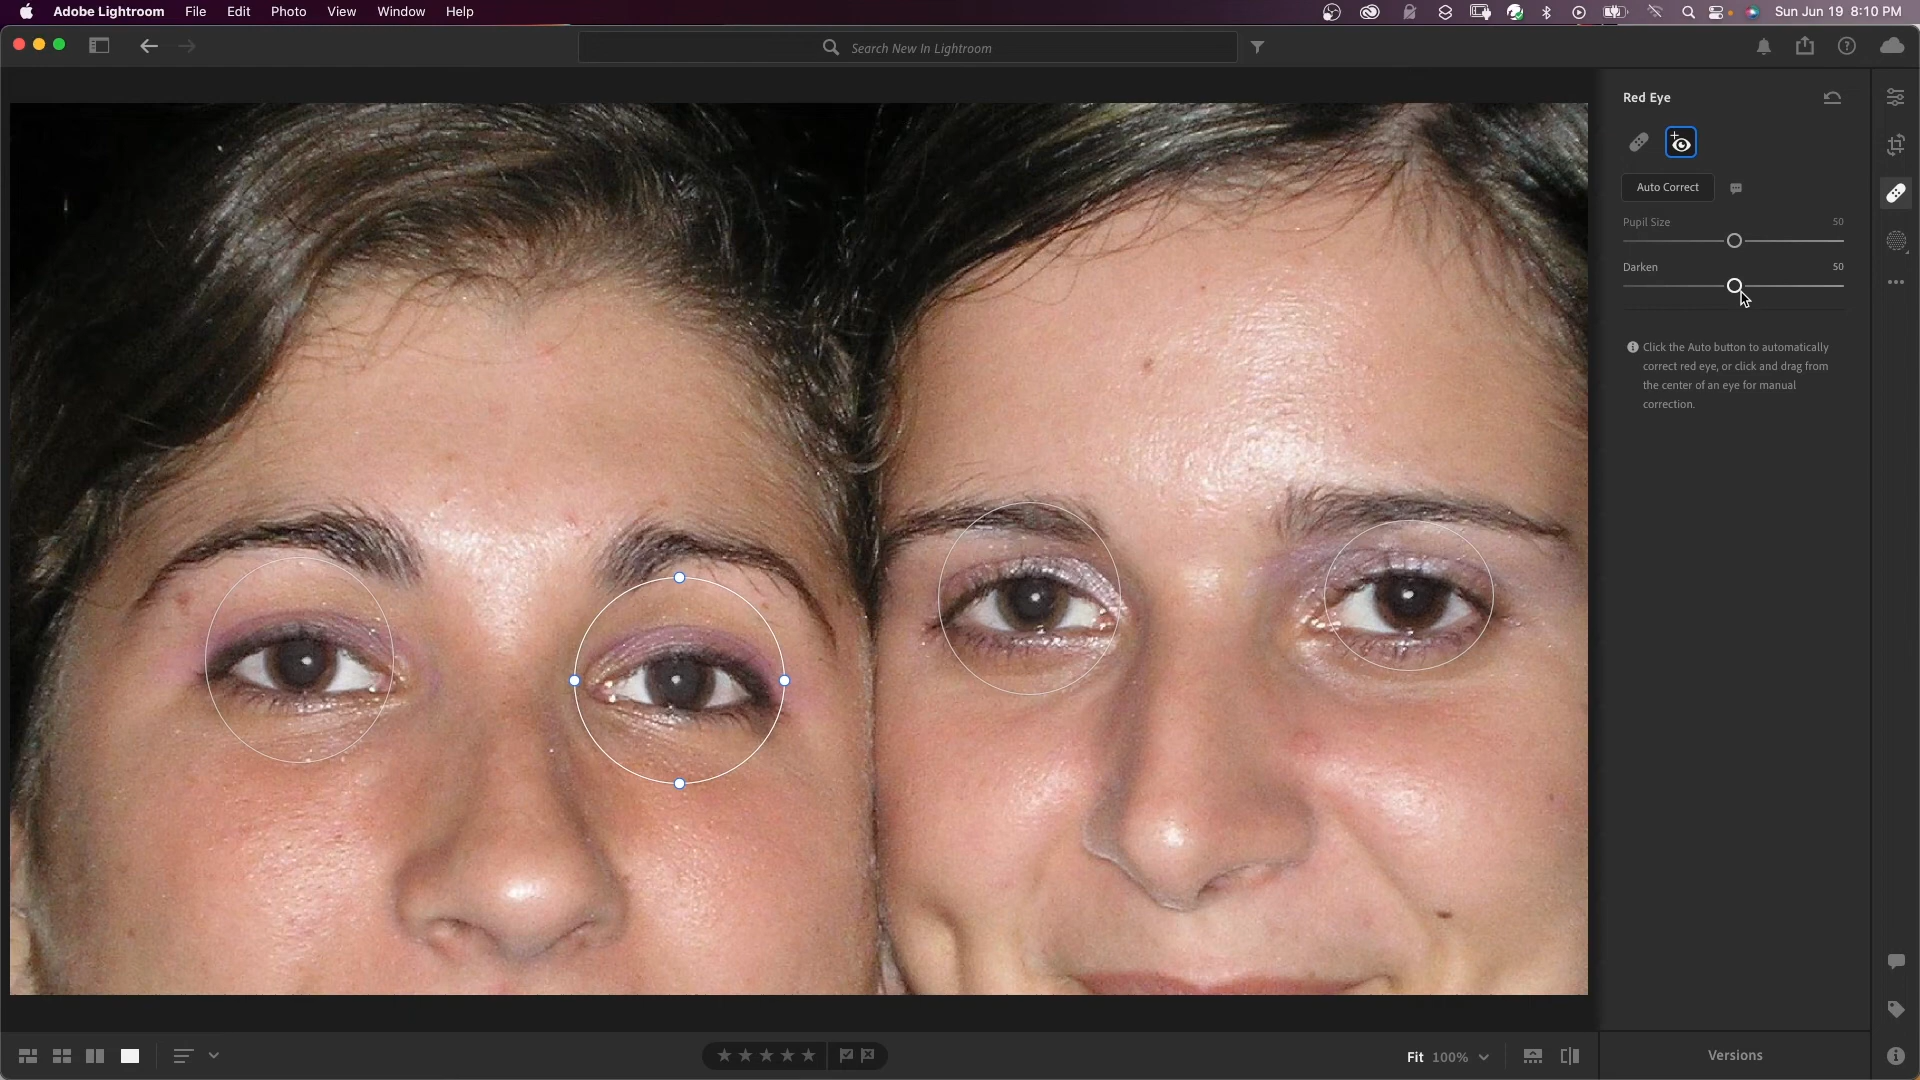 Adobe Lightroom File Edit Photo View Window Help Sun Jun 19 8:10 PM
Search New In Lightroom
Red Eye
Auto Correct
Pupil Size 50
Darken 50
Click the Auto button to automatically
correct red eye, or click and drag from
the center of an eye for manual
correction.
Fit 100%
Versions